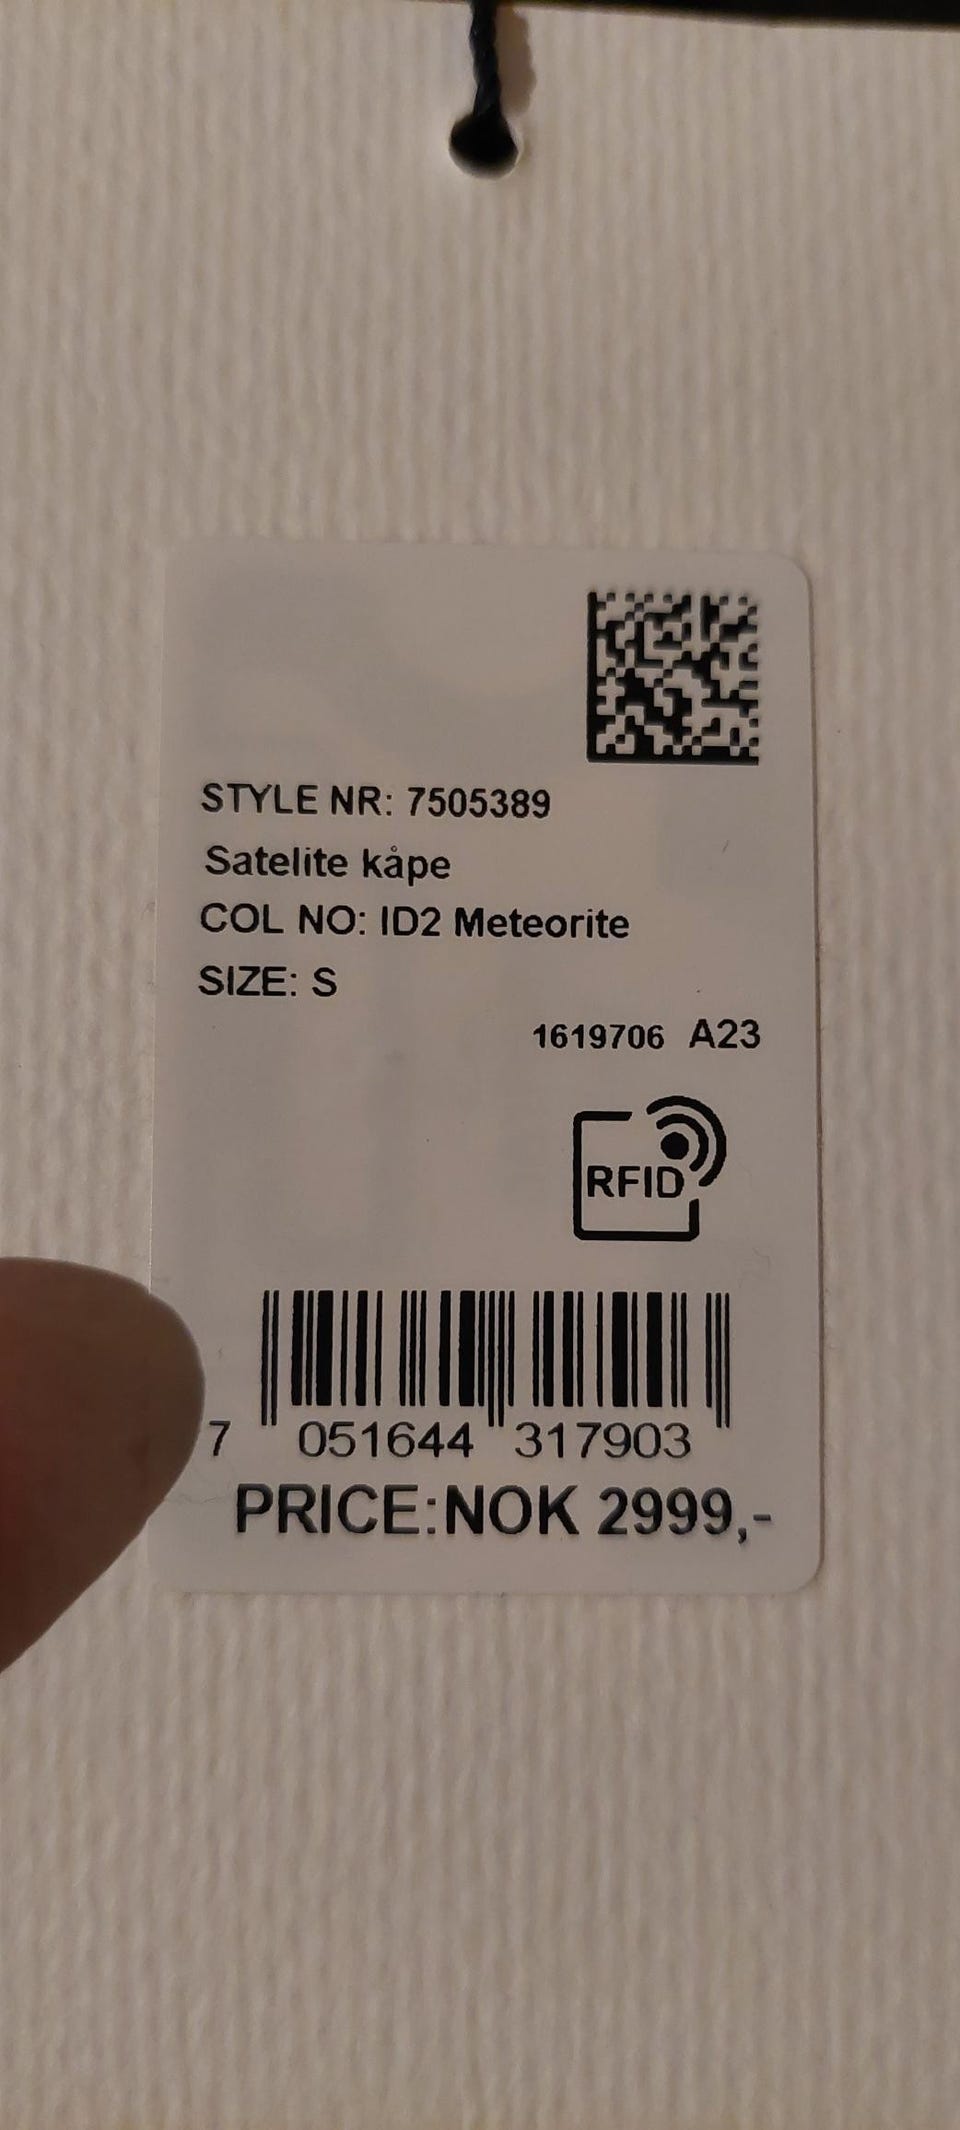 STYLE NR: 7505389
Satelite kåpe
COL NO: ID2 Meteorite
SIZE: S
1619706 A23
RFID
7 051644 317903
PRICE:NOK 2999,-